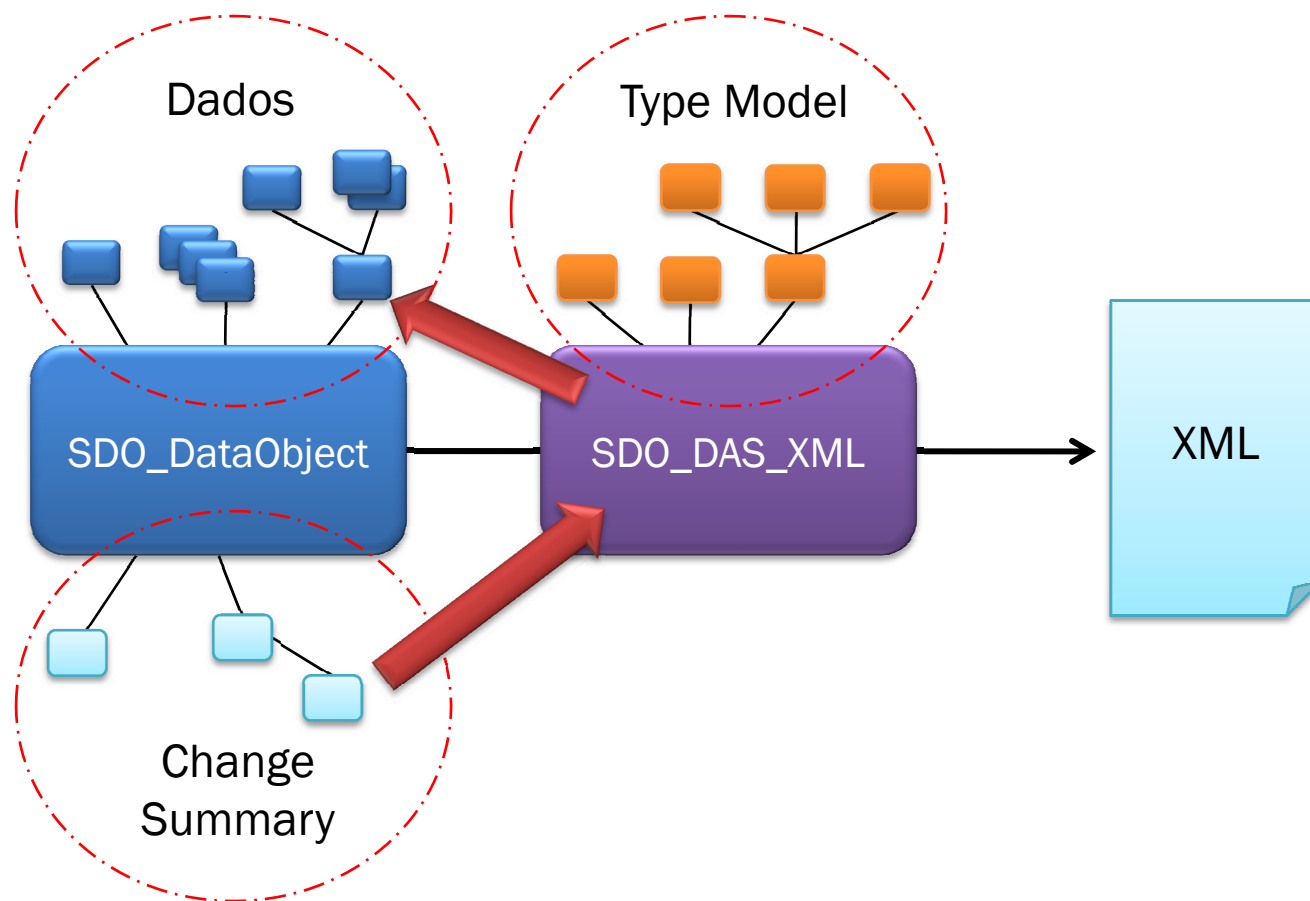 Dados
Type Model
SDO_DataObject
SDO_DAS_XML
XML
Change
Summary